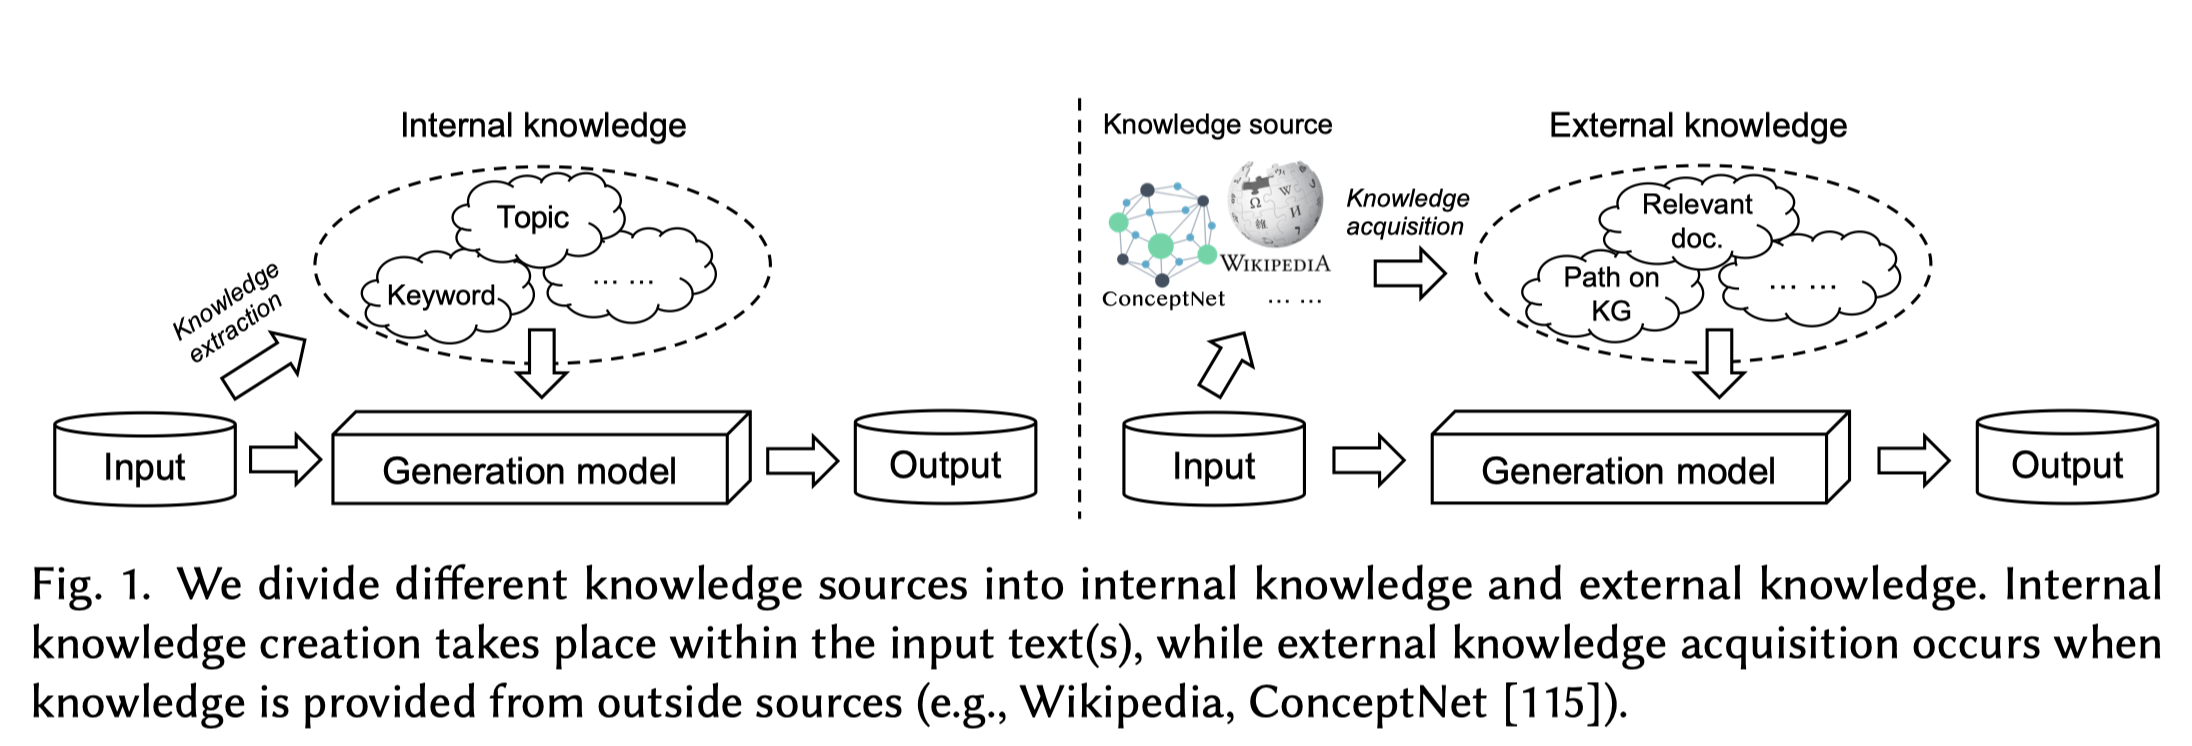 Internal knowledge
Topic
Keyword
... ...
Knowledge
extraction
Input
Generation model
Output
Knowledge source
WIKIPEDIA
ConceptNet
... ...
Knowledge
acquisition
External knowledge
Relevant
doc.
Path on
KG
... ...
Input
Generation model
Output
Fig. 1. We divide different knowledge sources into internal knowledge and external knowledge. Internal
knowledge creation takes place within the input text(s), while external knowledge acquisition occurs when
knowledge is provided from outside sources (e.g., Wikipedia, ConceptNet [115]).